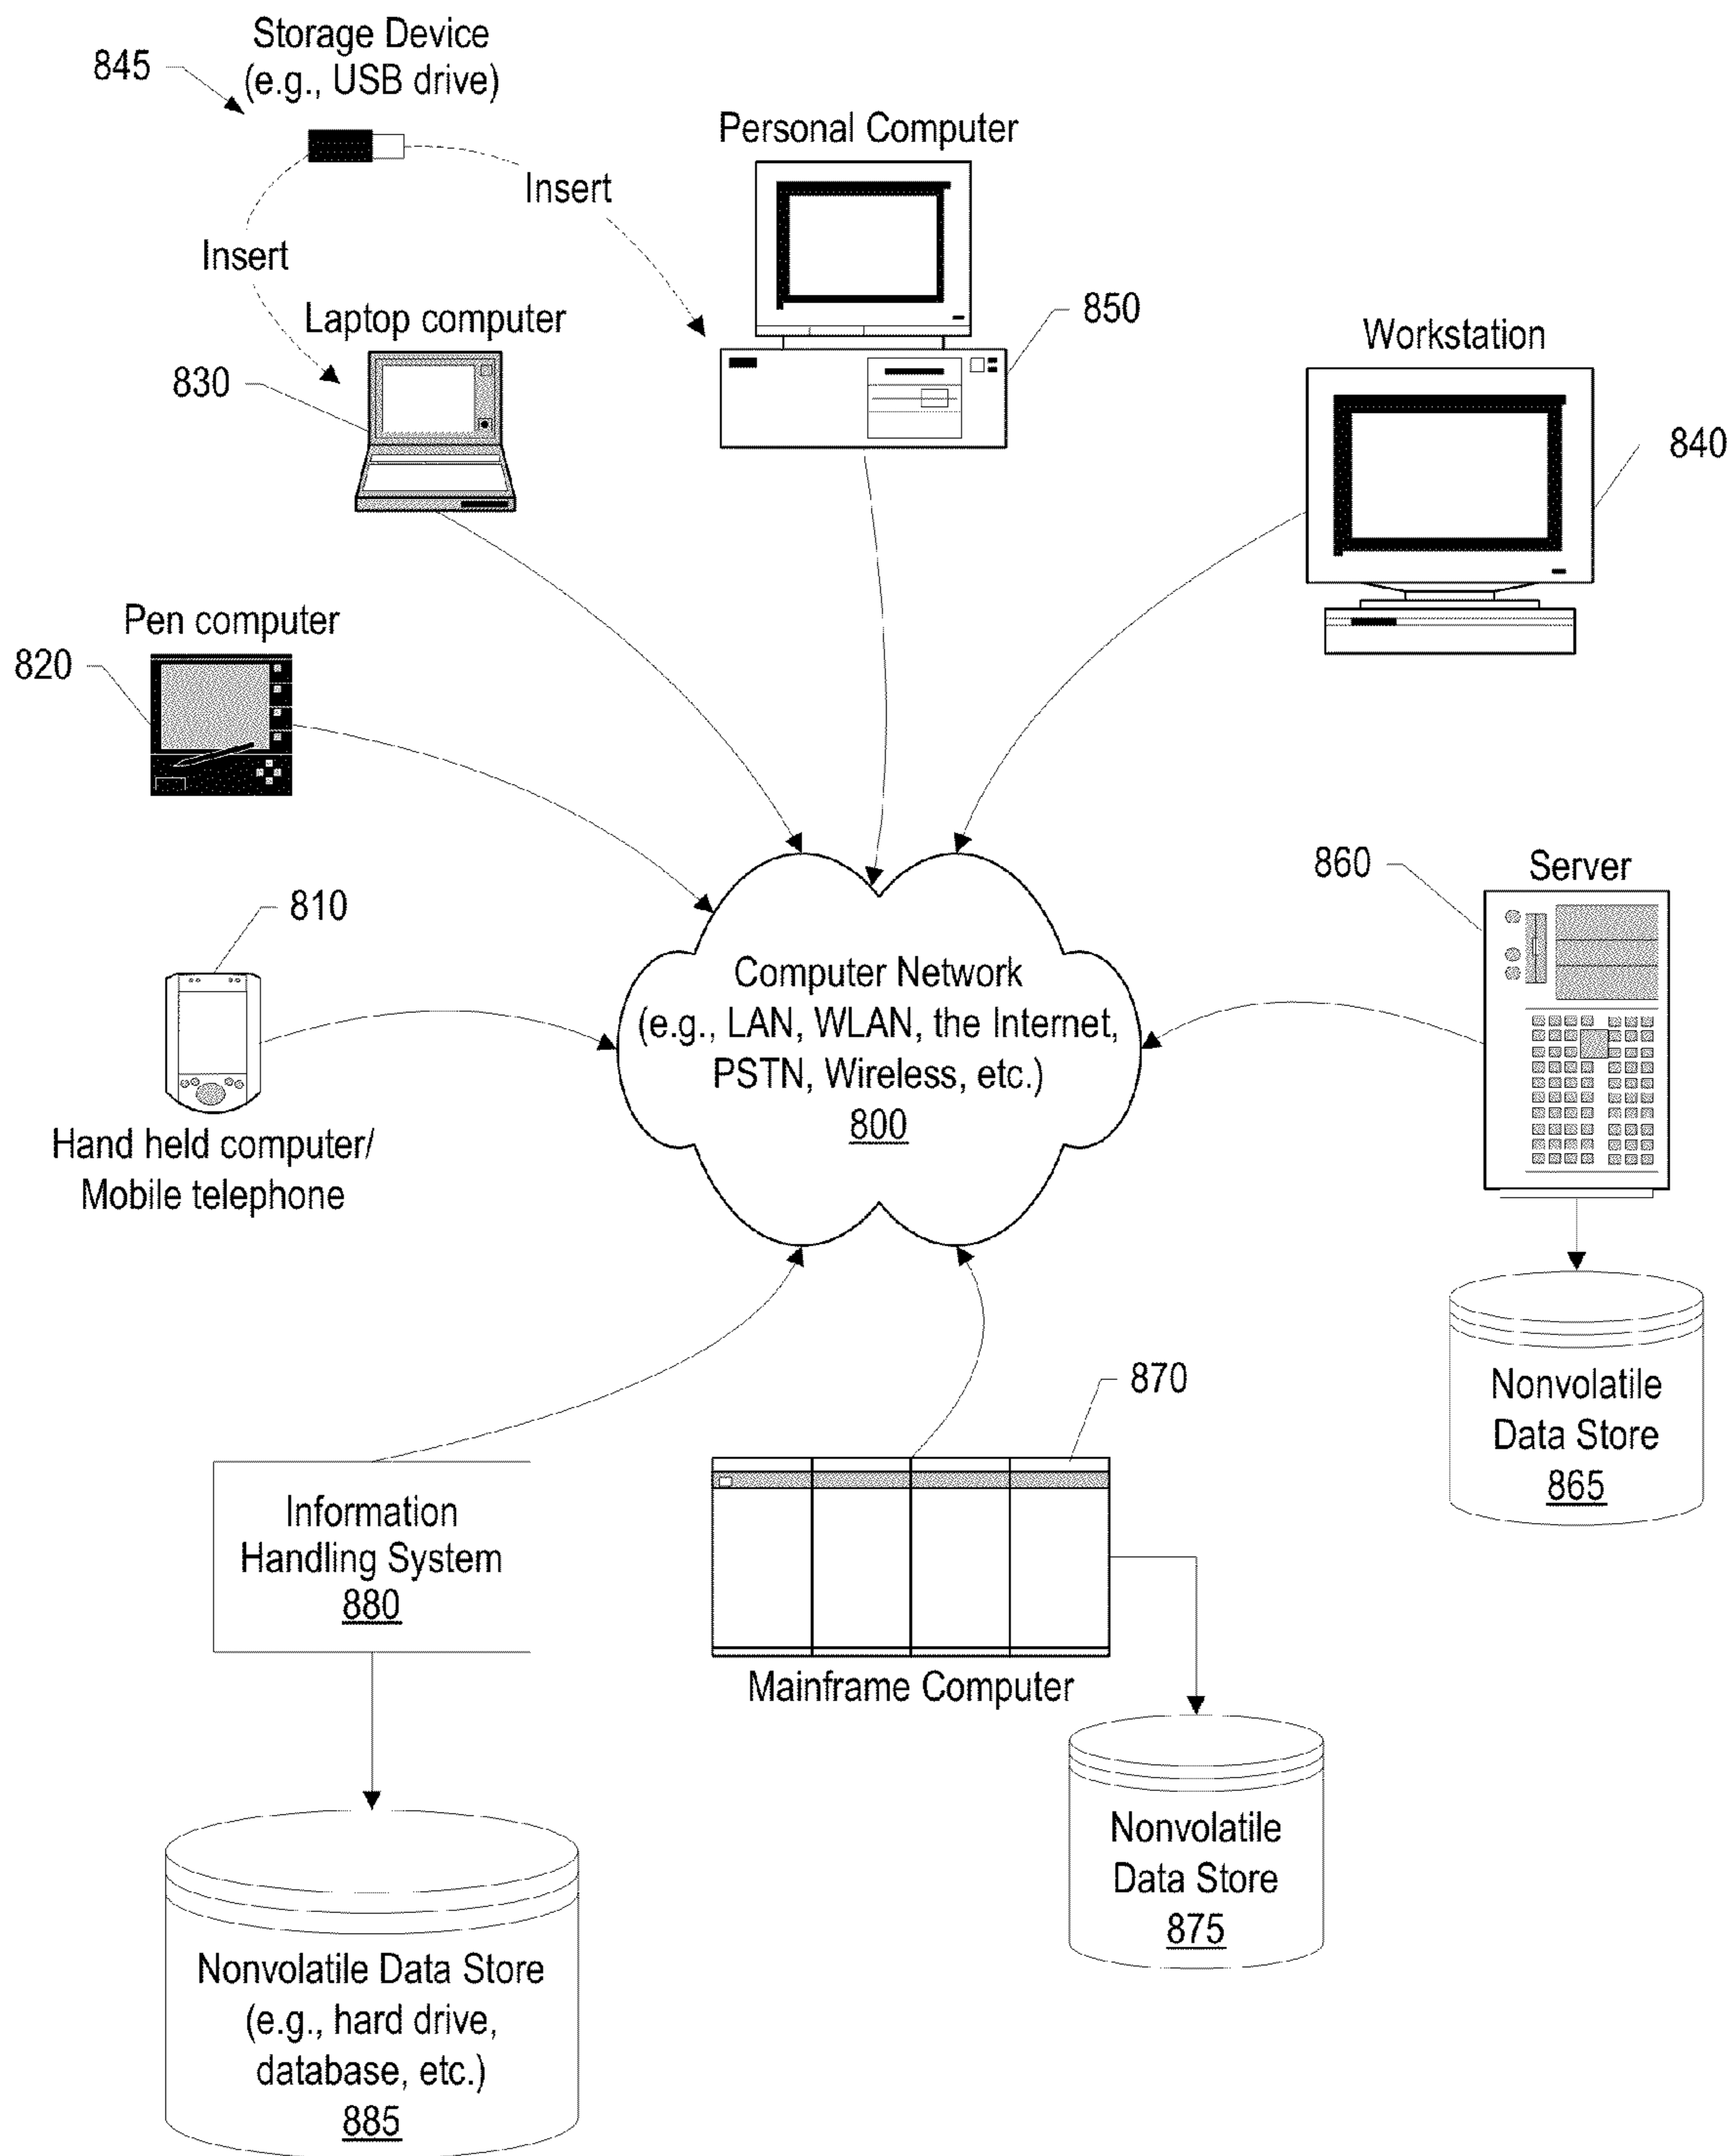 Storage Device
(e.g., USB drive)
845
Insert
Insert
Personal Computer
850
Laptop computer
830
Workstation
840
Pen computer
820
810
Hand held computer/
Mobile telephone
Computer Network
(e.g., LAN, WLAN, the Internet,
PSTN, Wireless, etc.)
800
860
Server
Nonvolatile
Data Store
865
870
Mainframe Computer
Information
Handling System
880
Nonvolatile
Data Store
875
Nonvolatile Data Store
(e.g., hard drive,
database, etc.)
885